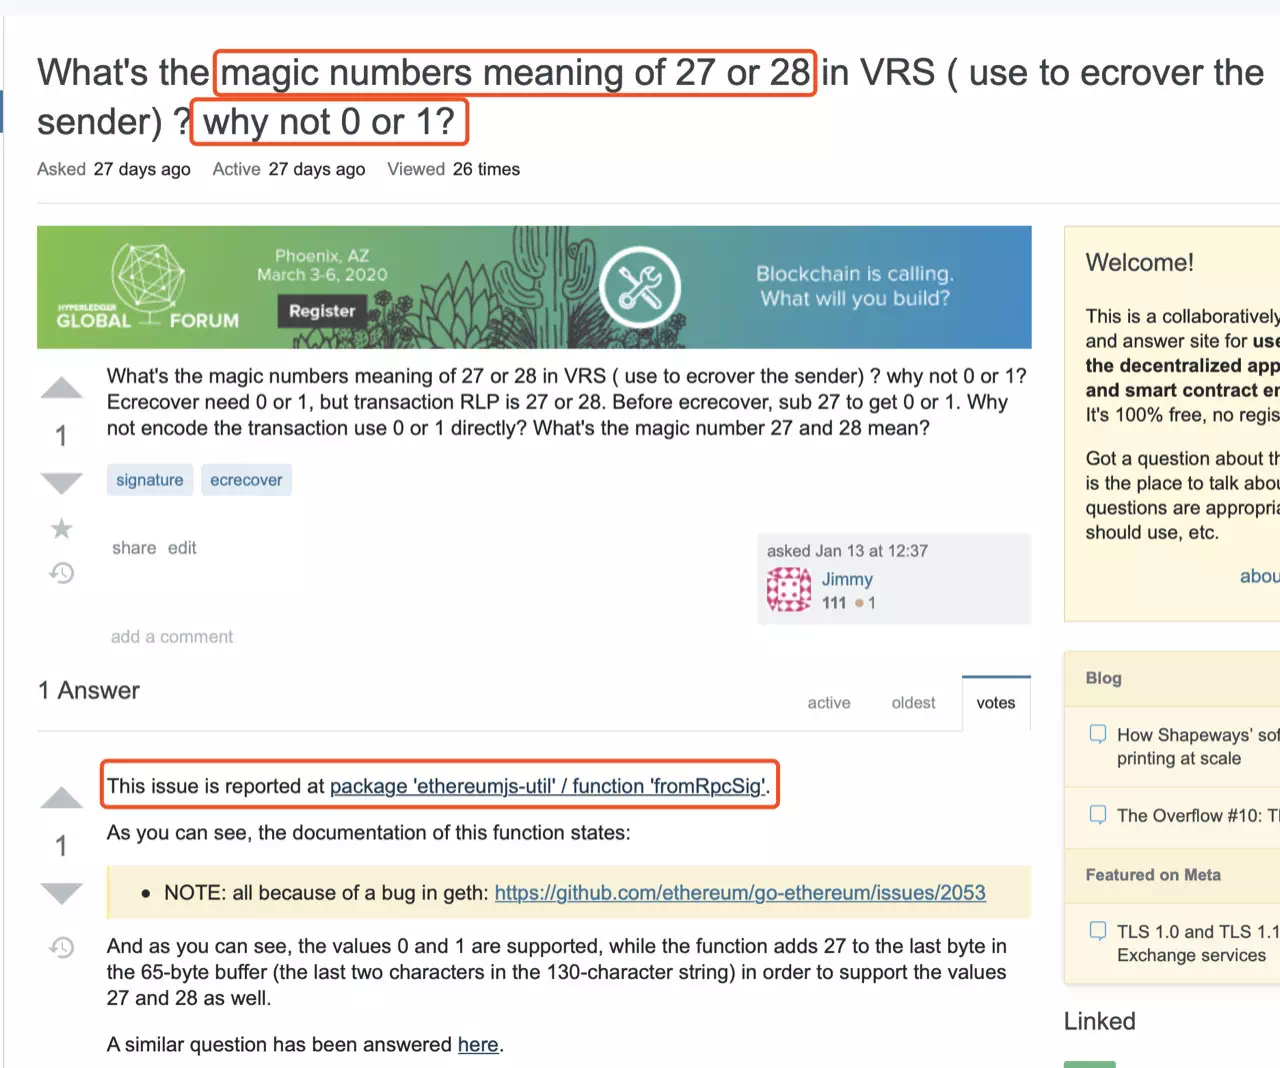 What's the magic numbers meaning of 27 or 28 in VRS ( use to ecrover the
sender) ? why not 0 or 1?
Asked 27 days ago Active 27 days ago Viewed 26 times
HYPERLEDGER
GLOBAL FORUM
Phoenix, AZ
March 3-6, 2020
Register
Blockchain is calling.
What will you build?
What's the magic numbers meaning of 27 or 28 in VRS ( use to ecrover the sender) ? why not 0 or 1?
Ecrecover need 0 or 1, but transaction RLP is 27 or 28. Before ecrecover, sub 27 to get 0 or 1. Why
not encode the transaction use 0 or 1 directly? What's the magic number 27 and 28 mean?
1
signature ecrecover
share edit
asked Jan 13 at 12:37
Jimmy
111 1
add a comment
1 Answer
active oldest votes
This issue is reported at package 'ethereumjs-util' / function 'fromRpcSig'.
As you can see, the documentation of this function states:
1
• NOTE: all because of a bug in geth: https://github.com/ethereum/go-ethereum/issues/2053
And as you can see, the values 0 and 1 are supported, while the function adds 27 to the last byte in
the 65-byte buffer (the last two characters in the 130-character string) in order to support the values
27 and 28 as well.
A similar question has been answered here.
Welcome!
This is a collaboratively
and answer site for use
the decentralized app
and smart contract en
It's 100% free, no regis
Got a question about th
is the place to talk abou
questions are appropria
should use, etc.
abou
Blog
How Shapeways' sof
printing at scale
The Overflow #10: Tl
Featured on Meta
TLS 1.0 and TLS 1.1
Exchange services
Linked